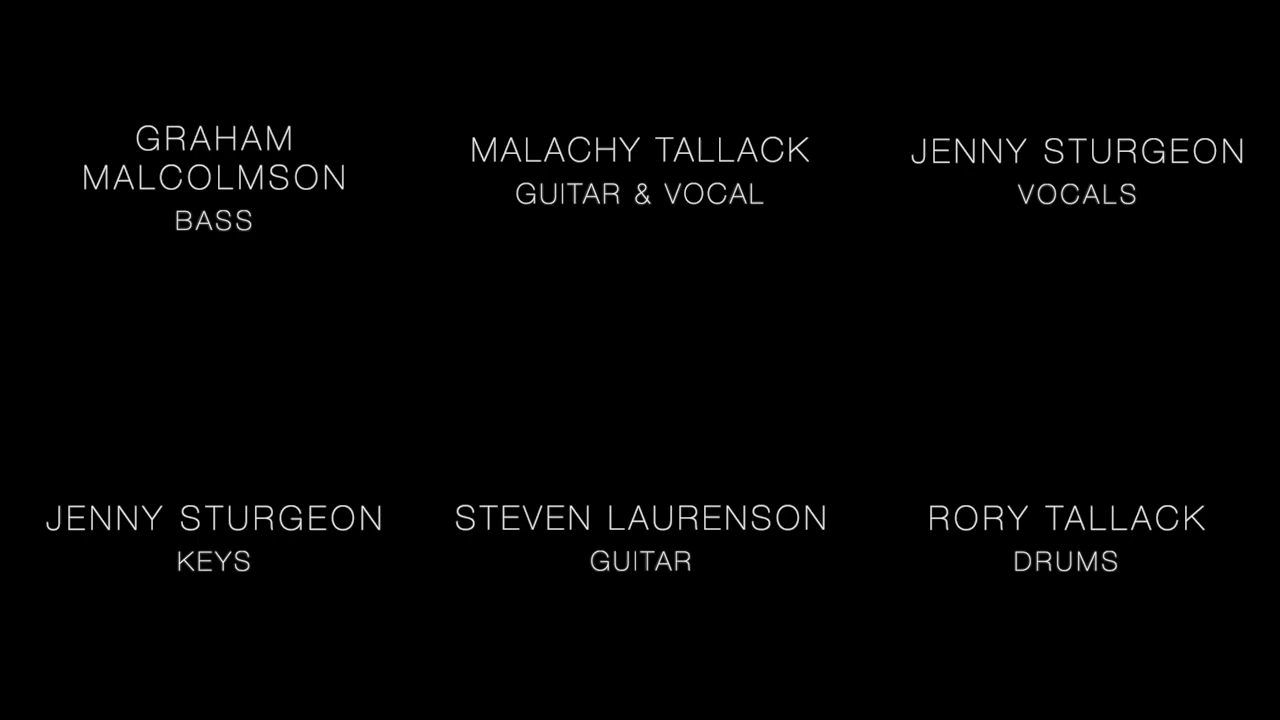 GRAHAM
MALCOLMSON
BASS
MALACHY TALLACK
GUITAR & VOCAL
JENNY STURGEON
VOCALS
JENNY STURGEON
KEYS
STEVEN LAURENSON
GUITAR
RORY TALLACK
DRUMS